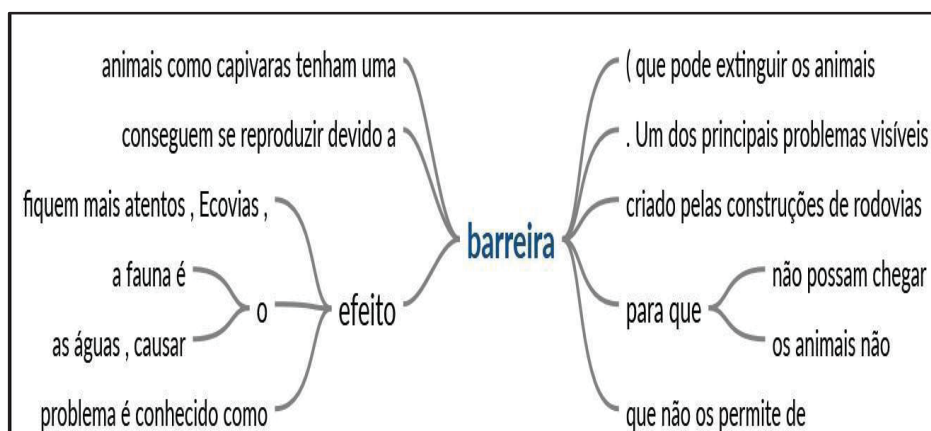 animais como capivaras tenham uma
conseguem se reproduzir devido a
fiquem mais atentos , Ecovias ,
a fauna é
as águas , causar
o
problema é conhecido como
efeito
barreira
( que pode extinguir os animais
. Um dos principais problemas visíveis
criado pelas construções de rodovias
para que
não possam chegar
os animais não
que não os permite de